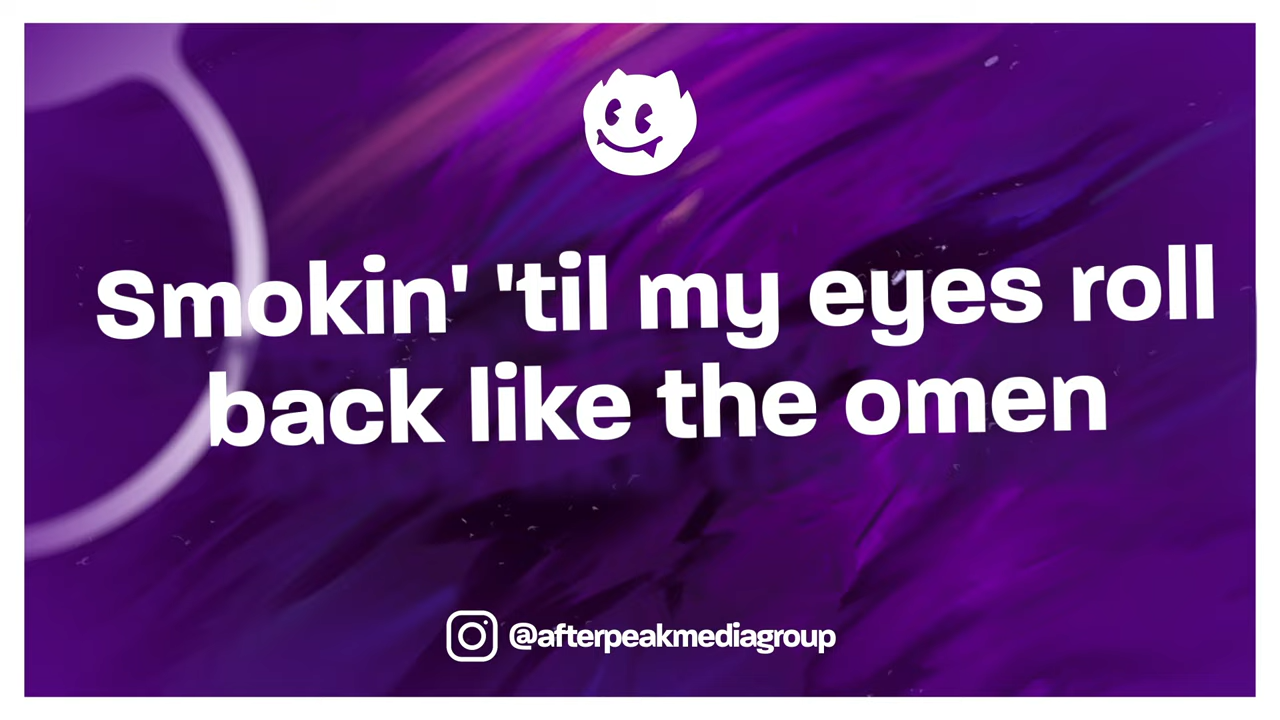 Smokin' 'til my eyes roll
back like the omen
@afterpeakmediagroup